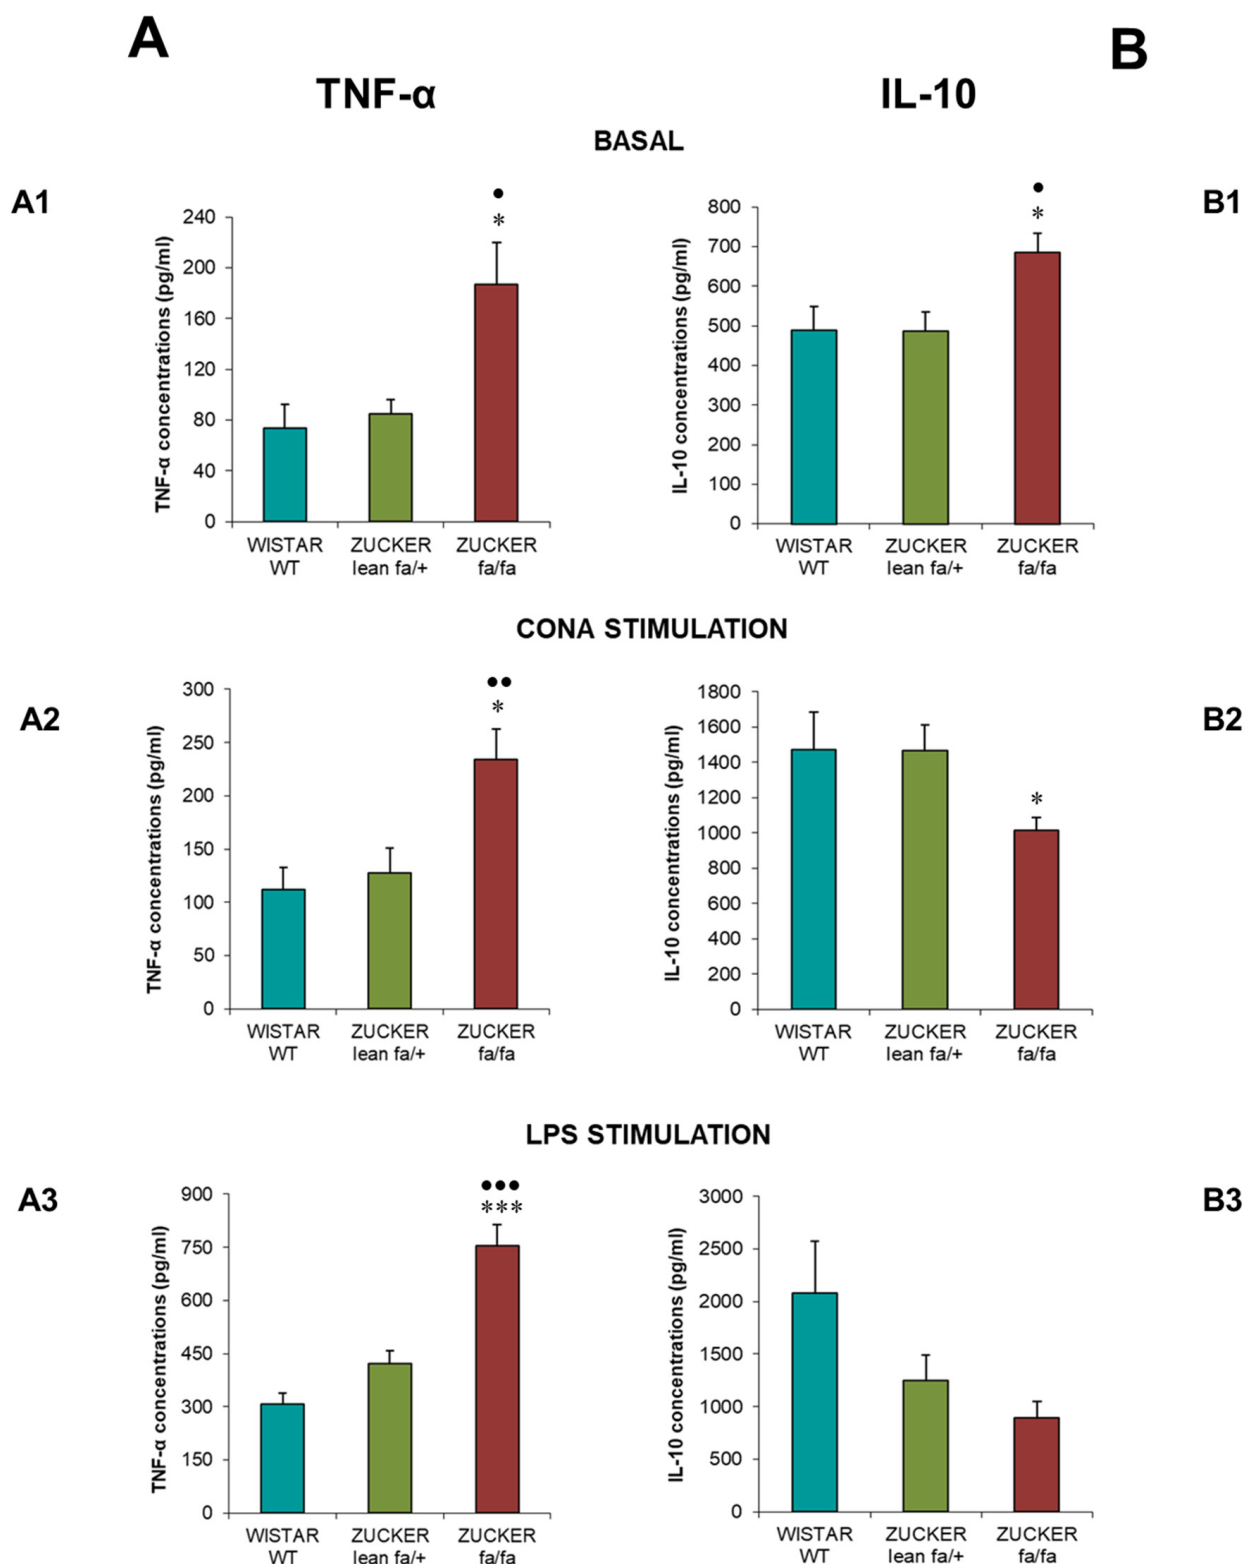 A
B
TNF-α
IL-10
BASAL
A1
TNF-α concentrations (pg/ml)
240
200
160
120
80
40
0
•
*
WISTAR ZUCKER ZUCKER
WT lean fa/+ fa/fa
B1
IL-10 concentrations (pg/ml)
800
700
600
500
400
300
200
100
0
•
*
WISTAR ZUCKER ZUCKER
WT lean fa/+ fa/fa
CONA STIMULATION
A2
TNF-α concentrations (pg/ml)
300
250
200
150
100
50
0
••
*
WISTAR ZUCKER ZUCKER
WT lean fa/+ fa/fa
B2
IL-10 concentrations (pg/ml)
1800
1600
1400
1200
1000
800
600
400
200
0
*
WISTAR ZUCKER ZUCKER
WT lean fa/+ fa/fa
LPS STIMULATION
A3
TNF-α concentrations (pg/ml)
900
750
600
450
300
150
0
•••
***
WISTAR ZUCKER ZUCKER
WT lean fa/+ fa/fa
B3
IL-10 concentrations (pg/ml)
3000
2500
2000
1500
1000
500
0
WISTAR ZUCKER ZUCKER
WT lean fa/+ fa/fa